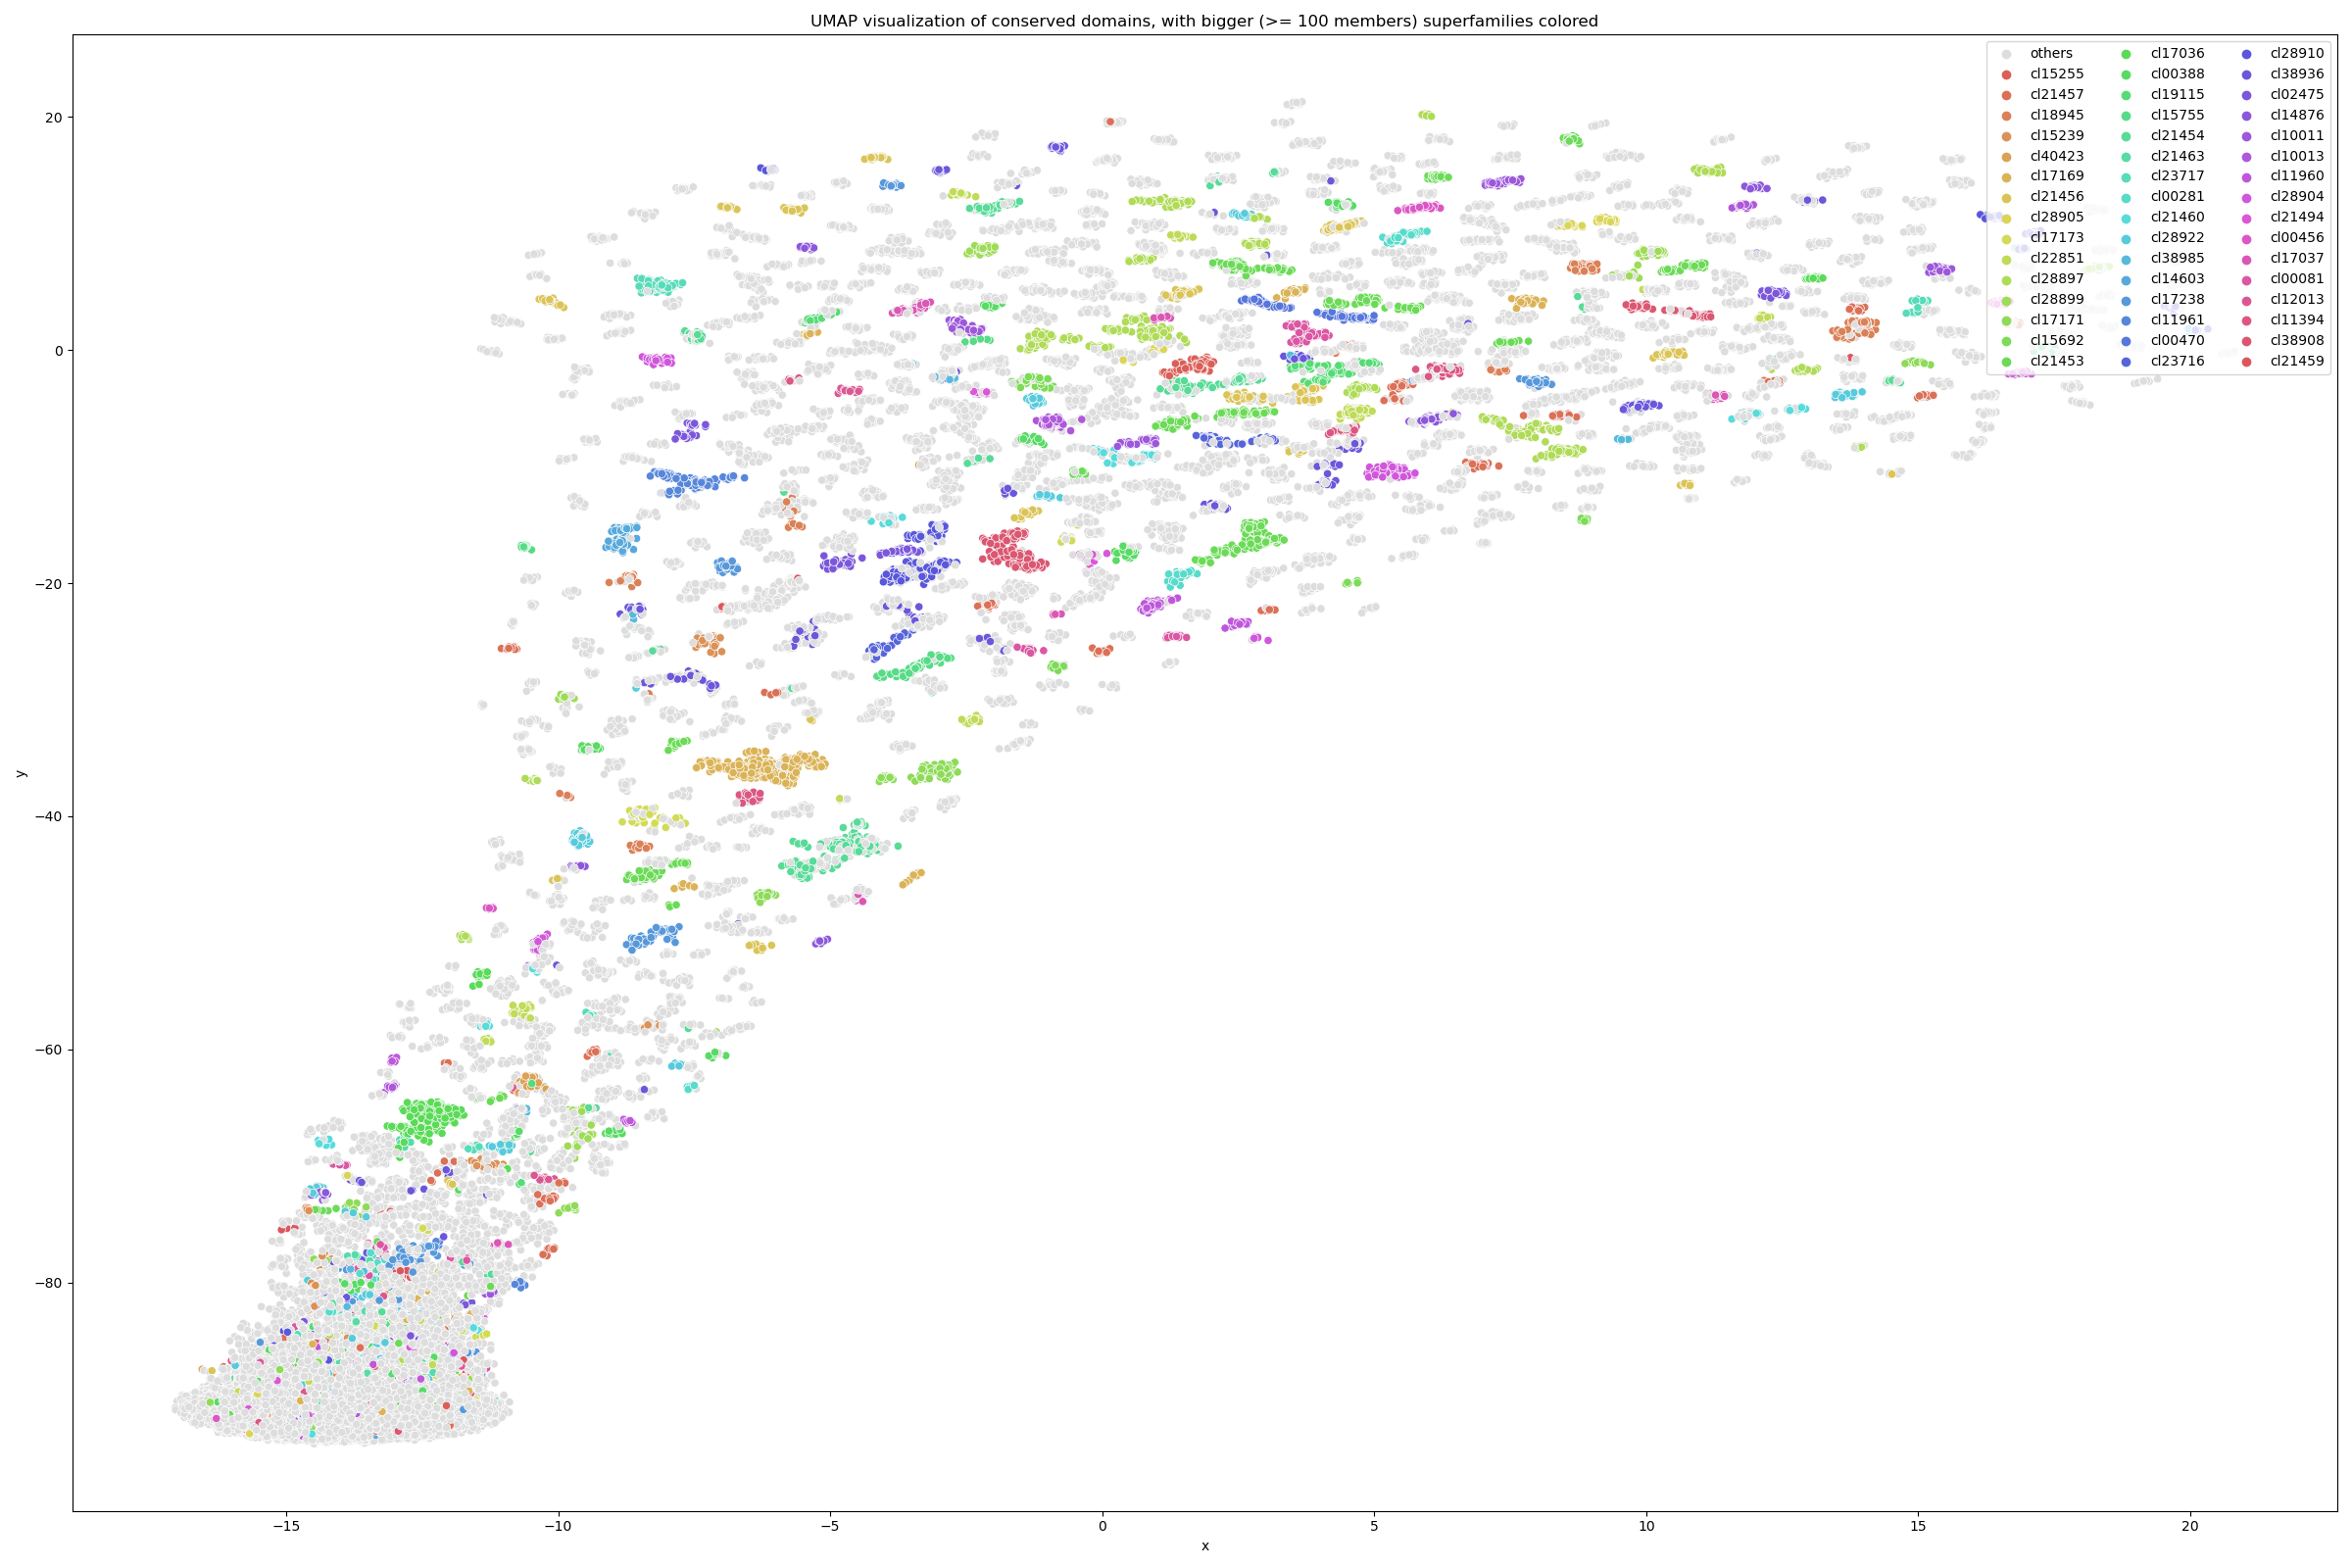 UMAP visualization of conserved domains, with bigger (>= 100 members) superfamilies colored
others cl17036 cl28910
cl15255 cl00388 cl38936
cl21457 cl19115 cl02475
cl18945 cl15755 cl14876
cl15239 cl21454 cl10011
cl40423 cl21463 cl10013
cl17169 cl23717 cl11960
cl21456 cl00281 cl28904
cl28905 cl21460 cl21494
cl17173 cl28922 cl00456
cl22851 cl38985 cl17037
cl28897 cl14603 cl00081
cl28899 cl17238 cl12013
cl17171 cl11961 cl11394
cl15692 cl00470 cl38908
cl21453 cl23716 cl21459
20
0
−20
−40
−60
−80
y
−15 −10 −5 0 5 10 15 20
x